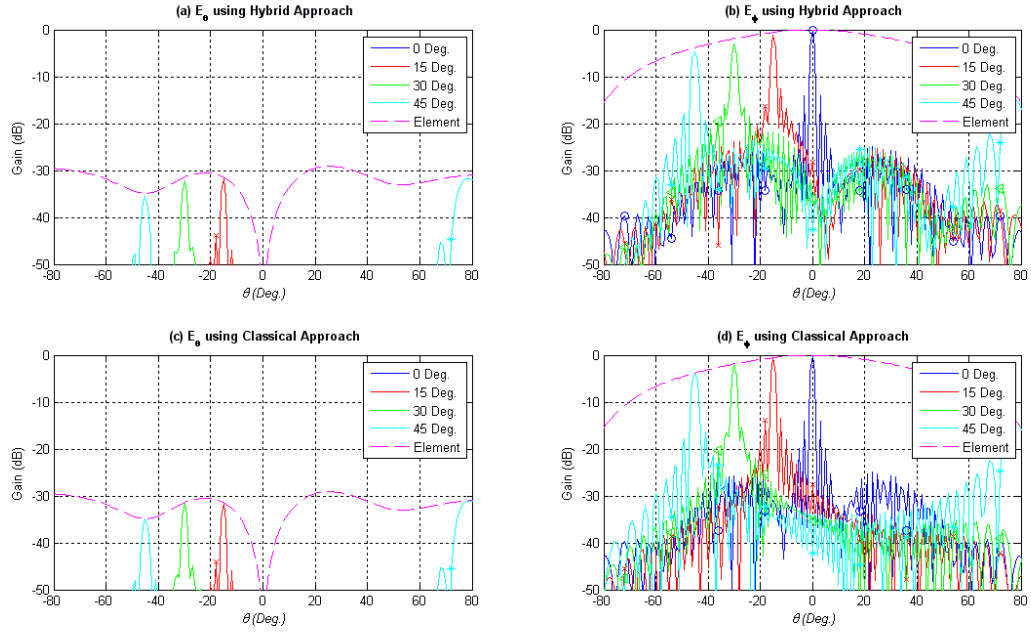 (a) Eθ using Hybrid Approach
0
-10
-20
-30
-40
-50
Gain (dB)
-80 -60 -40 -20 0 20 40 60 80
θ (Deg.)
0 Deg.
15 Deg.
30 Deg.
45 Deg.
Element
(b) Eϕ using Hybrid Approach
0
-10
-20
-30
-40
-50
Gain (dB)
-80 -60 -40 -20 0 20 40 60 80
θ (Deg.)
0 Deg.
15 Deg.
30 Deg.
45 Deg.
Element
(c) Eθ using Classical Approach
0
-10
-20
-30
-40
-50
Gain (dB)
-80 -60 -40 -20 0 20 40 60 80
θ (Deg.)
0 Deg.
15 Deg.
30 Deg.
45 Deg.
Element
(d) Eϕ using Classical Approach
0
-10
-20
-30
-40
-50
Gain (dB)
-80 -60 -40 -20 0 20 40 60 80
θ (Deg.)
0 Deg.
15 Deg.
30 Deg.
45 Deg.
Element